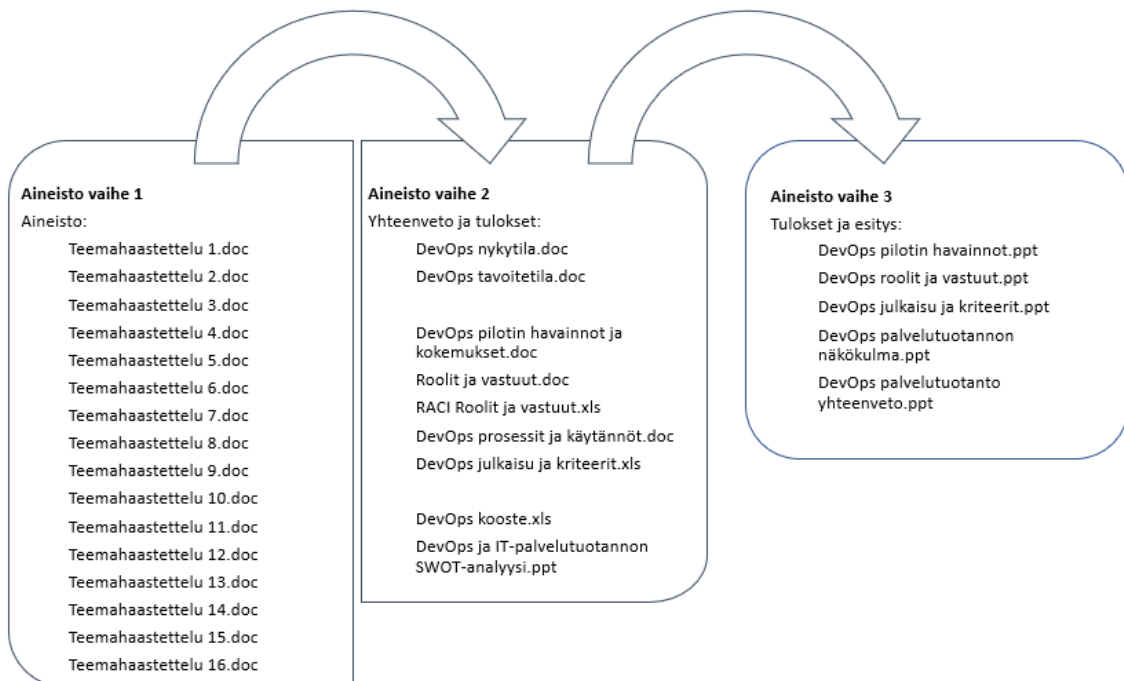 Aineisto vaihe 1
Aineisto:
Teemahaastettelu 1.doc
Teemahaastettelu 2.doc
Teemahaastettelu 3.doc
Teemahaastettelu 4.doc
Teemahaastettelu 5.doc
Teemahaastettelu 6.doc
Teemahaastettelu 7.doc
Teemahaastettelu 8.doc
Teemahaastettelu 9.doc
Teemahaastettelu 10.doc
Teemahaastettelu 11.doc
Teemahaastettelu 12.doc
Teemahaastettelu 13.doc
Teemahaastettelu 14.doc
Teemahaastettelu 15.doc
Teemahaastettelu 16.doc
Aineisto vaihe 2
Yhteenveto ja tulokset:
DevOps nykytila.doc
DevOps tavoitetila.doc
DevOps pilotin havainnot ja
kokemukset.doc
Roolit ja vastuut.doc
RACI Roolit ja vastuut.xls
DevOps prosessit ja käytännöt.doc
DevOps julkaisu ja kriteerit.xls
DevOps kooste.xls
DevOps ja IT-palvelutuotannon
SWOT-analyysi.ppt
Aineisto vaihe 3
Tulokset ja esitys:
DevOps pilotin havainnot.ppt
DevOps roolit ja vastuut.ppt
DevOps julkaisu ja kriteerit.ppt
DevOps palvelutuotannon
näkökulma.ppt
DevOps palvelutuotanto
yhteenveto.ppt